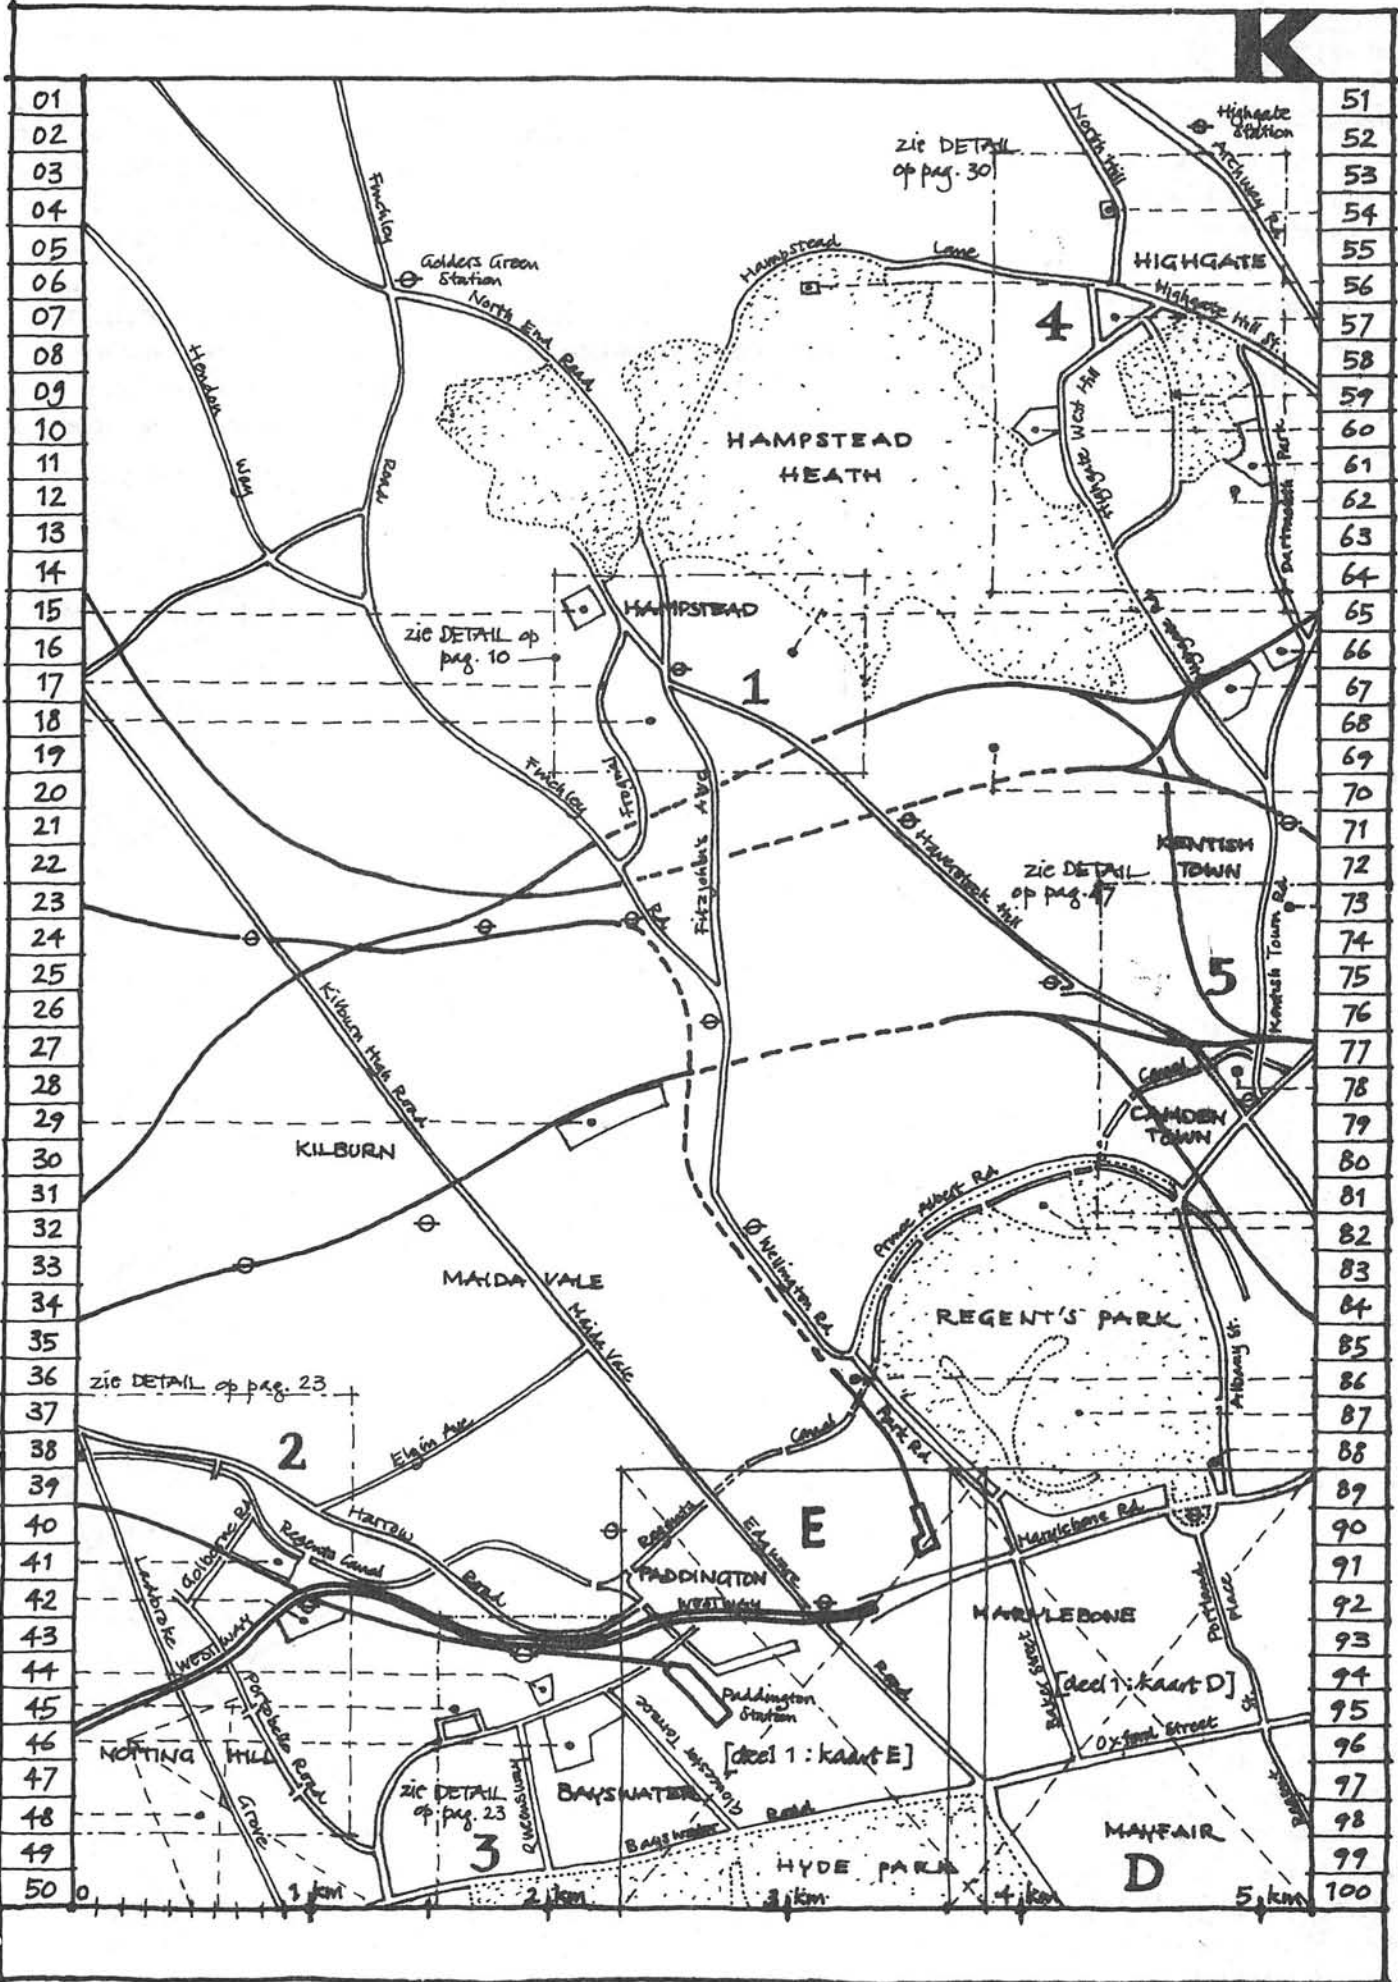 K
01
02
03
04
05
06
07
08
09
10
11
12
13
14
15
16
17
18
19
20
21
22
23
24
25
26
27
28
29
30
31
32
33
34
35
36
37
38
39
40
41
42
43
44
45
46
47
48
49
50
51
52
53
54
55
56
57
58
59
60
61
62
63
64
65
66
67
68
69
70
71
72
73
74
75
76
77
78
79
80
81
82
83
84
85
86
87
88
89
90
91
92
93
94
95
96
97
98
99
100
Highgate
Station
North Hill
Archway Rd
zie DETAIL
op pag. 30
Finchley
Golders Green
Station
Hampstead
Lane
HIGHGATE
North End Road
Highgate Hill St.
4
Hendon
Way
Road
HAMPSTEAD
HEATH
Highgate West Hill
Dartmouth Park
HAMPSTEAD
zie DETAIL op
pag. 10
1
Highgate Rd
Finchley
Rd
Frognal
Fitzjohn's Ave
Haverstock Hill
KENTISH
TOWN
zie DETAIL
op pag. 47
Kentish Town Rd
5
Kilburn High Road
Canal
CAMDEN
TOWN
KILBURN
Prince Albert Rd
Wellington Rd
MAIDA VALE
Maida Vale
REGENT'S PARK
Albany St.
zie DETAIL op pag. 23
2
Elgin Ave
Canal
Park Rd
Harrow
Road
Golborne Rd
Regents Canal
Regents
Edgware
Road
E
Marylebone Rd
PADDINGTON
WESTWAY
MARYLEBONE
Portland
Place
Ladbroke
Grove
WESTWAY
Portobello Road
Paddington
Station
Baker Street
[deel 1 : kaart D]
St.
Oxford Street
NOTTING HILL
Gloucester Terrace
[deel 1 : kaart E]
zie DETAIL
op pag. 23
Queensway
BAYSWATER
Bayswater
Road
Regent
MAYFAIR
3
HYDE PARK
D
0
1 km
2 km
3 km
4 km
5 km